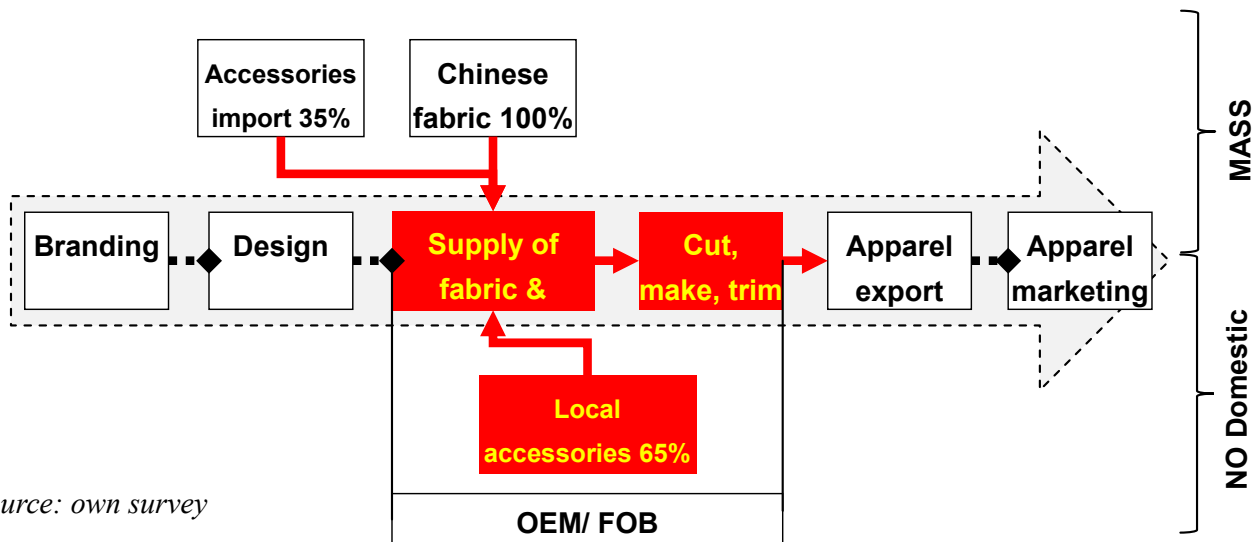 Accessories
import 35%
Chinese
fabric 100%
MASS
Branding
Design
Supply of
fabric &
Cut,
make, trim
Apparel
export
Apparel
marketing
Local
accessories 65%
NO Domestic
urce: own survey
OEM/ FOB